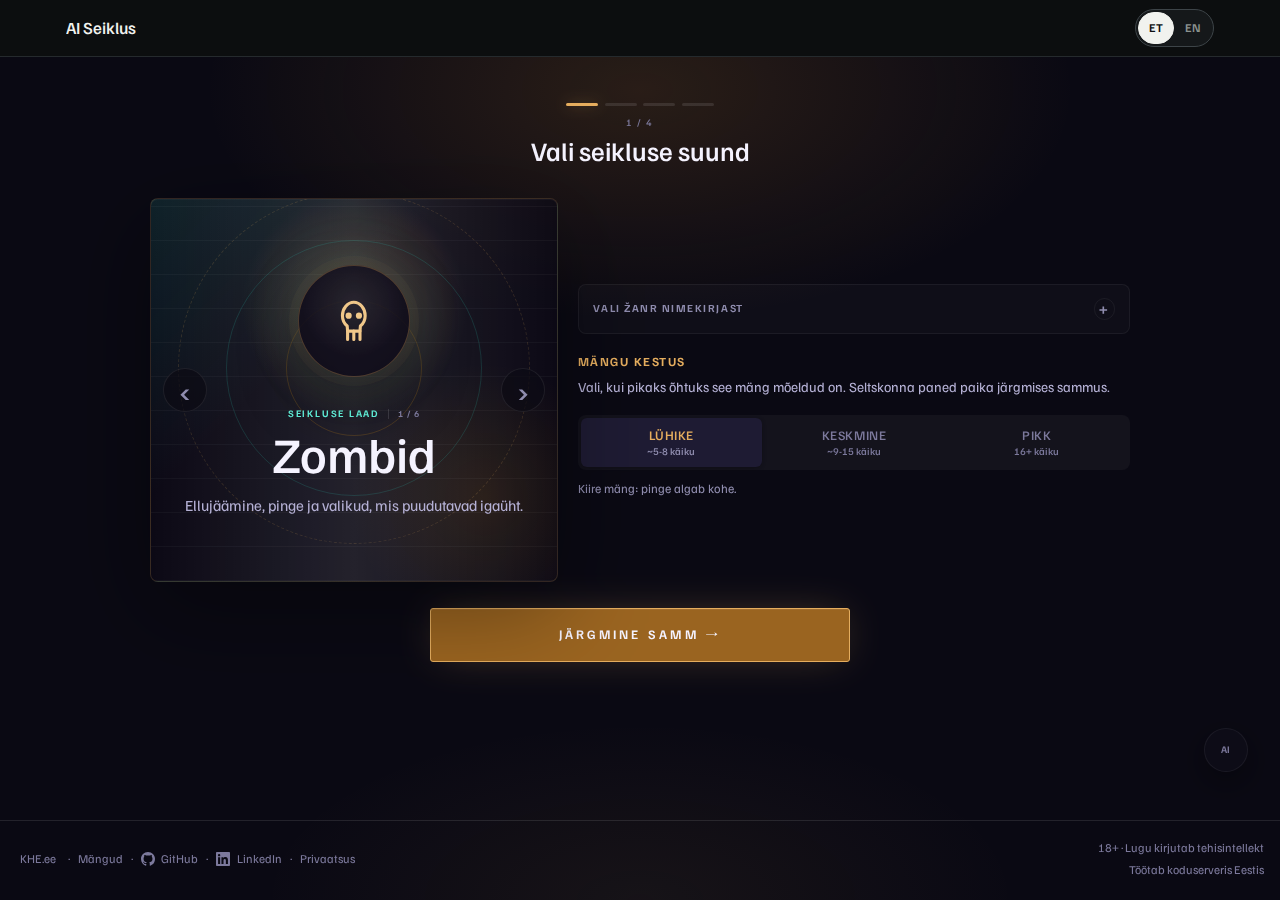 AI Seiklus
ET EN
1 / 4
Vali seikluse suund
SEIKLUSE LAAD | 1 / 6
Zombid
Ellujäämine, pinge ja valikud, mis puudutavad igaüht.
VALI ŽANR NIMEKIRJAST
+
MÄNGU KESTUS
Vali, kui pikaks õhtuks see mäng mõeldud on. Seltskonna paned paika järgmises sammus.
LÜHIKE
~5-8 käiku
KESKMINE
~9-15 käiku
PIKK
16+ käiku
Kiire mäng: pinge algab kohe.
JÄRGMINE SAMM →
AI
KHE.ee · Mängud · GitHub · LinkedIn · Privaatsus
18+ · Lugu kirjutab tehisintellekt
Töötab koduserveris Eestis